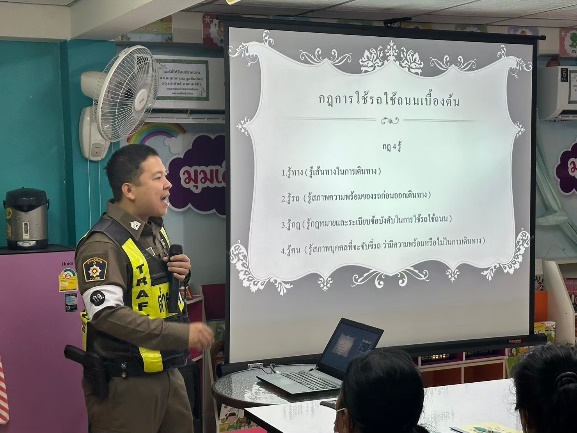 กฎการใช้รถใช้ถนนเบื้องต้น
กฎ 4 รู้
1.รู้ทาง (รู้เส้นทางในการเดินทาง)
2.รู้รถ (รู้สภาพความพร้อมของรถก่อนออกเดินทาง)
3.รู้กฎ (รู้กฎหมายและระเบียบข้อบังคับในการใช้รถใช้ถนน)
4.รู้ตน (รู้สภาพบุคคลที่จะขับขี่รถ ว่ามีความพร้อมหรือไม่ในการเดินทาง)
มุม
TRAF